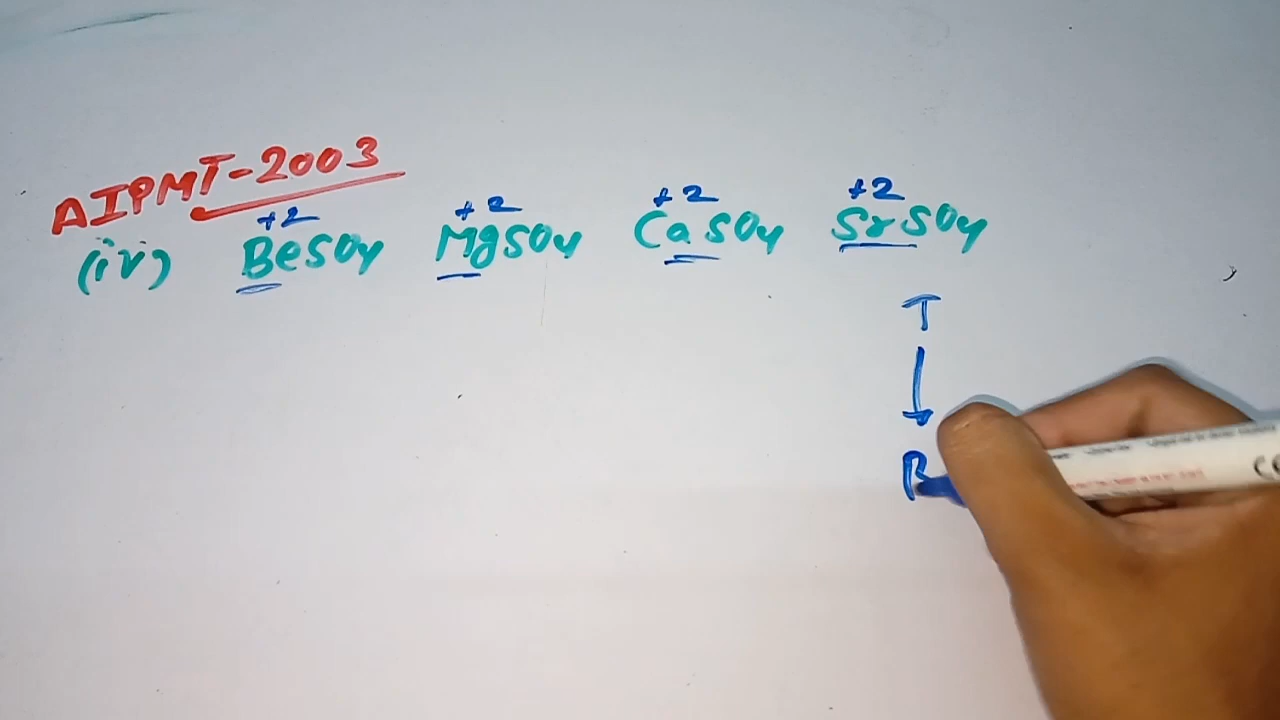 AIPMT-2003
+2 +2 +2 +2
(iv) BeSO4 MgSO4 CaSO4 SrSO4
T
B